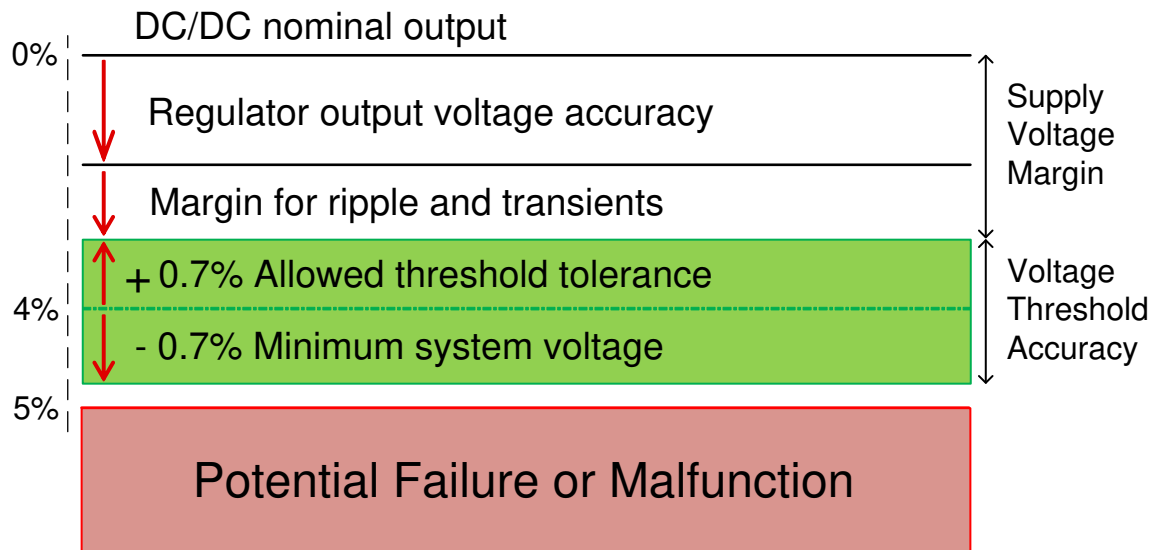 DC/DC nominal output
0%
Regulator output voltage accuracy
Supply
Voltage
Margin
Margin for ripple and transients
+ 0.7% Allowed threshold tolerance
4%
- 0.7% Minimum system voltage
Voltage
Threshold
Accuracy
5%
Potential Failure or Malfunction